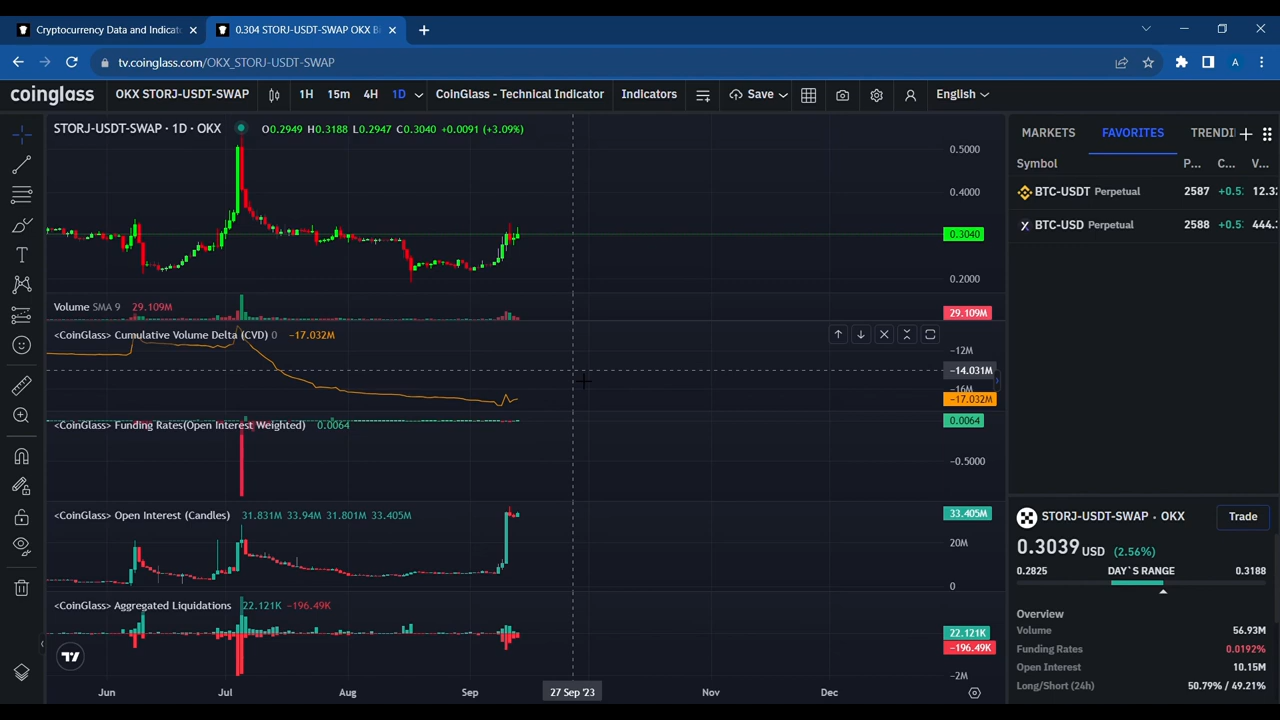 Cryptocurrency Data and Indicat
0.304 STORJ-USDT-SWAP OKX B
tv.coinglass.com/OKX_STORJ-USDT-SWAP
A
coinglass
OKX STORJ-USDT-SWAP
1H 15m 4H 1D
CoinGlass - Technical Indicator
Indicators
Save
English
STORJ-USDT-SWAP · 1D · OKX
O0.2949 H0.3188 L0.2947 C0.3040 +0.0091 (+3.09%)
0.5000
0.4000
0.3040
0.2000
Volume SMA 9 29.109M
29.109M
<CoinGlass> Cumulative Volume Delta (CVD) 0 −17.032M
−12M
−14.031M
−16M
−17.032M
<CoinGlass> Funding Rates(Open Interest Weighted) 0.0064
0.0064
−0.5000
<CoinGlass> Open Interest (Candles) 31.831M 33.94M 31.801M 33.405M
33.405M
20M
0
<CoinGlass> Aggregated Liquidations 22.121K −196.49K
22.121K
−196.49K
−2M
Jun Jul Aug Sep 27 Sep '23 Nov Dec
MARKETS FAVORITES TRENDI
Symbol P... C... V...
BTC-USDT Perpetual 2587 +0.5 12.3
BTC-USD Perpetual 2588 +0.5 444.
STORJ-USDT-SWAP · OKX
Trade
0.3039 USD (2.56%)
0.2825 DAY`S RANGE 0.3188
Overview
Volume 56.93M
Funding Rates 0.0192%
Open Interest 10.15M
Long/Short (24h) 50.79% / 49.21%